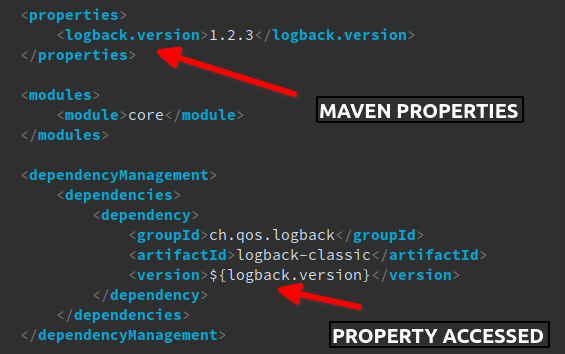 <properties>
    <logback.version>1.2.3</logback.version>
</properties>
MAVEN PROPERTIES
<modules>
    <module>core</module>
</modules>
<dependencyManagement>
    <dependencies>
        <dependency>
            <groupId>ch.qos.logback</groupId>
            <artifactId>logback-classic</artifactId>
            <version>${logback.version}</version>
        </dependency>
    </dependencies>
PROPERTY ACCESSED
</dependencyManagement>